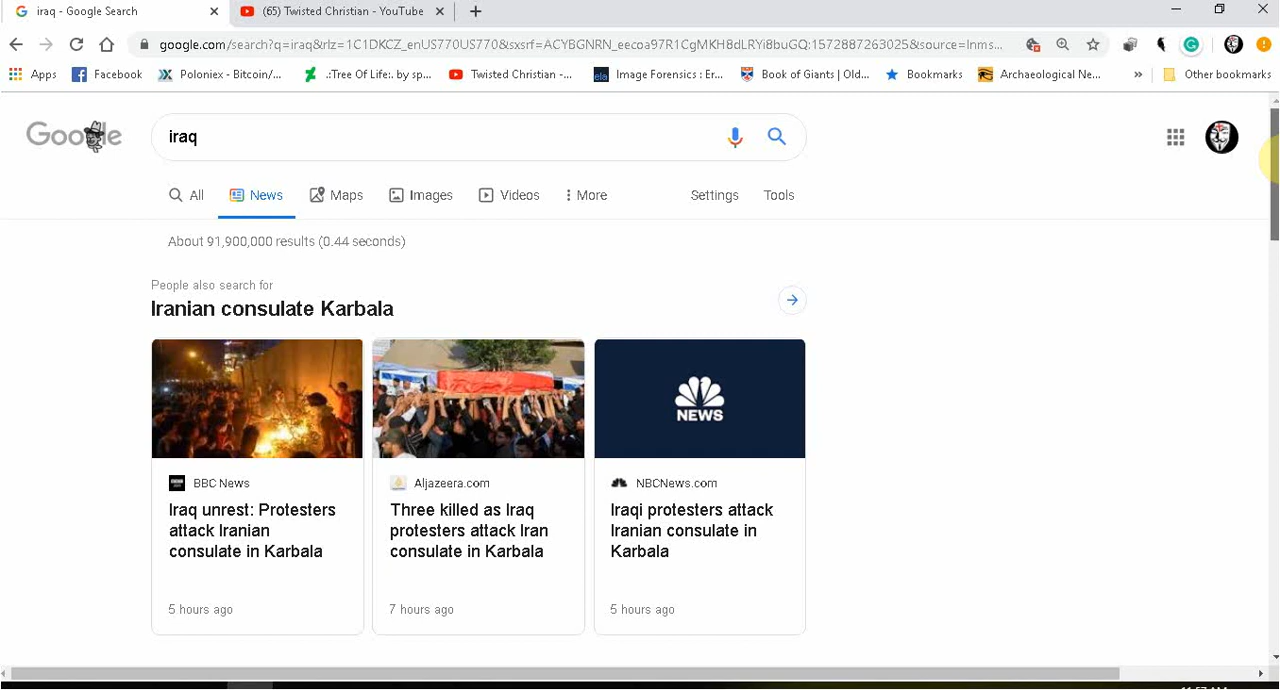 iraq - Google Search
(65) Twisted Christian - YouTube
google.com/search?q=iraq&rlz=1C1DKCZ_enUS770US770&sxsrf=ACYBGNRN_eecoa97R1CgMKH8dLRYi8buGQ:1572887263025&source=lnms...
Apps Facebook Poloniex - Bitcoin/... .:Tree Of Life:. by sp... Twisted Christian -... Image Forensics : Er... Book of Giants | Old... Bookmarks Archaeological Ne... » Other bookmarks
Google
iraq
All News Maps Images Videos More Settings Tools
About 91,900,000 results (0.44 seconds)
People also search for
Iranian consulate Karbala
NEWS
BBC News
Iraq unrest: Protesters
attack Iranian
consulate in Karbala
5 hours ago
Aljazeera.com
Three killed as Iraq
protesters attack Iran
consulate in Karbala
7 hours ago
NBCNews.com
Iraqi protesters attack
Iranian consulate in
Karbala
5 hours ago